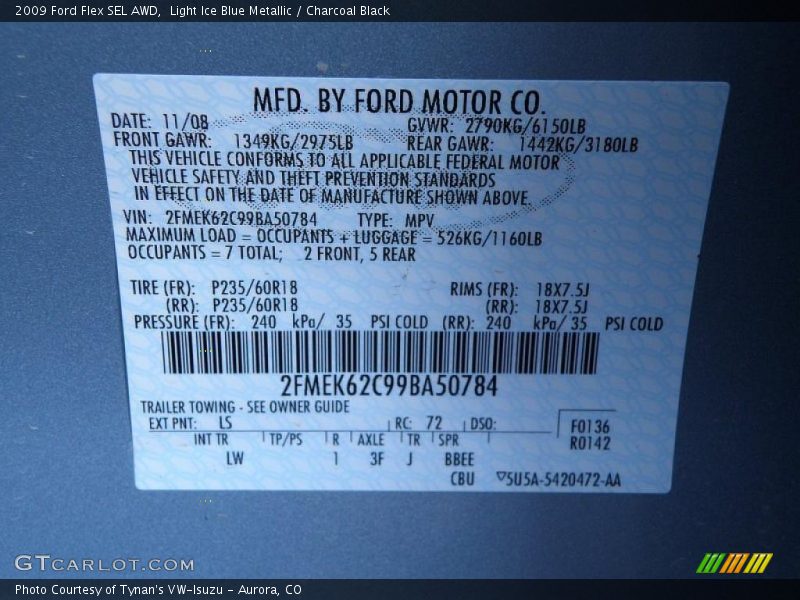 2009 Ford Flex SEL AWD,  Light Ice Blue Metallic / Charcoal Black
MFD. BY FORD MOTOR CO.
DATE: 11/08 GVWR: 2790KG/6150LB
FRONT GAWR: 1349KG/2975LB REAR GAWR: 1442KG/3180LB
THIS VEHICLE CONFORMS TO ALL APPLICABLE FEDERAL MOTOR
VEHICLE SAFETY AND THEFT PREVENTION STANDARDS
IN EFFECT ON THE DATE OF MANUFACTURE SHOWN ABOVE.
VIN: 2FMEK62C99BA50784 TYPE: MPV
MAXIMUM LOAD = OCCUPANTS + LUGGAGE = 526KG/1160LB
OCCUPANTS = 7 TOTAL; 2 FRONT, 5 REAR
TIRE (FR): P235/60R18 RIMS (FR): 18X7.5J
(RR): P235/60R18 (RR): 18X7.5J
PRESSURE (FR): 240 kPa/ 35 PSI COLD (RR): 240 kPa/ 35 PSI COLD
2FMEK62C99BA50784
TRAILER TOWING - SEE OWNER GUIDE
EXT PNT: LS RC: 72 DSO: F0136
R0142
INT TR TP/PS R AXLE TR SPR
LW 1 3F J BBEE
CBU ▽5U5A-5420472-AA
GTCARLOT.COM
Photo Courtesy of Tynan's VW-Isuzu - Aurora, CO